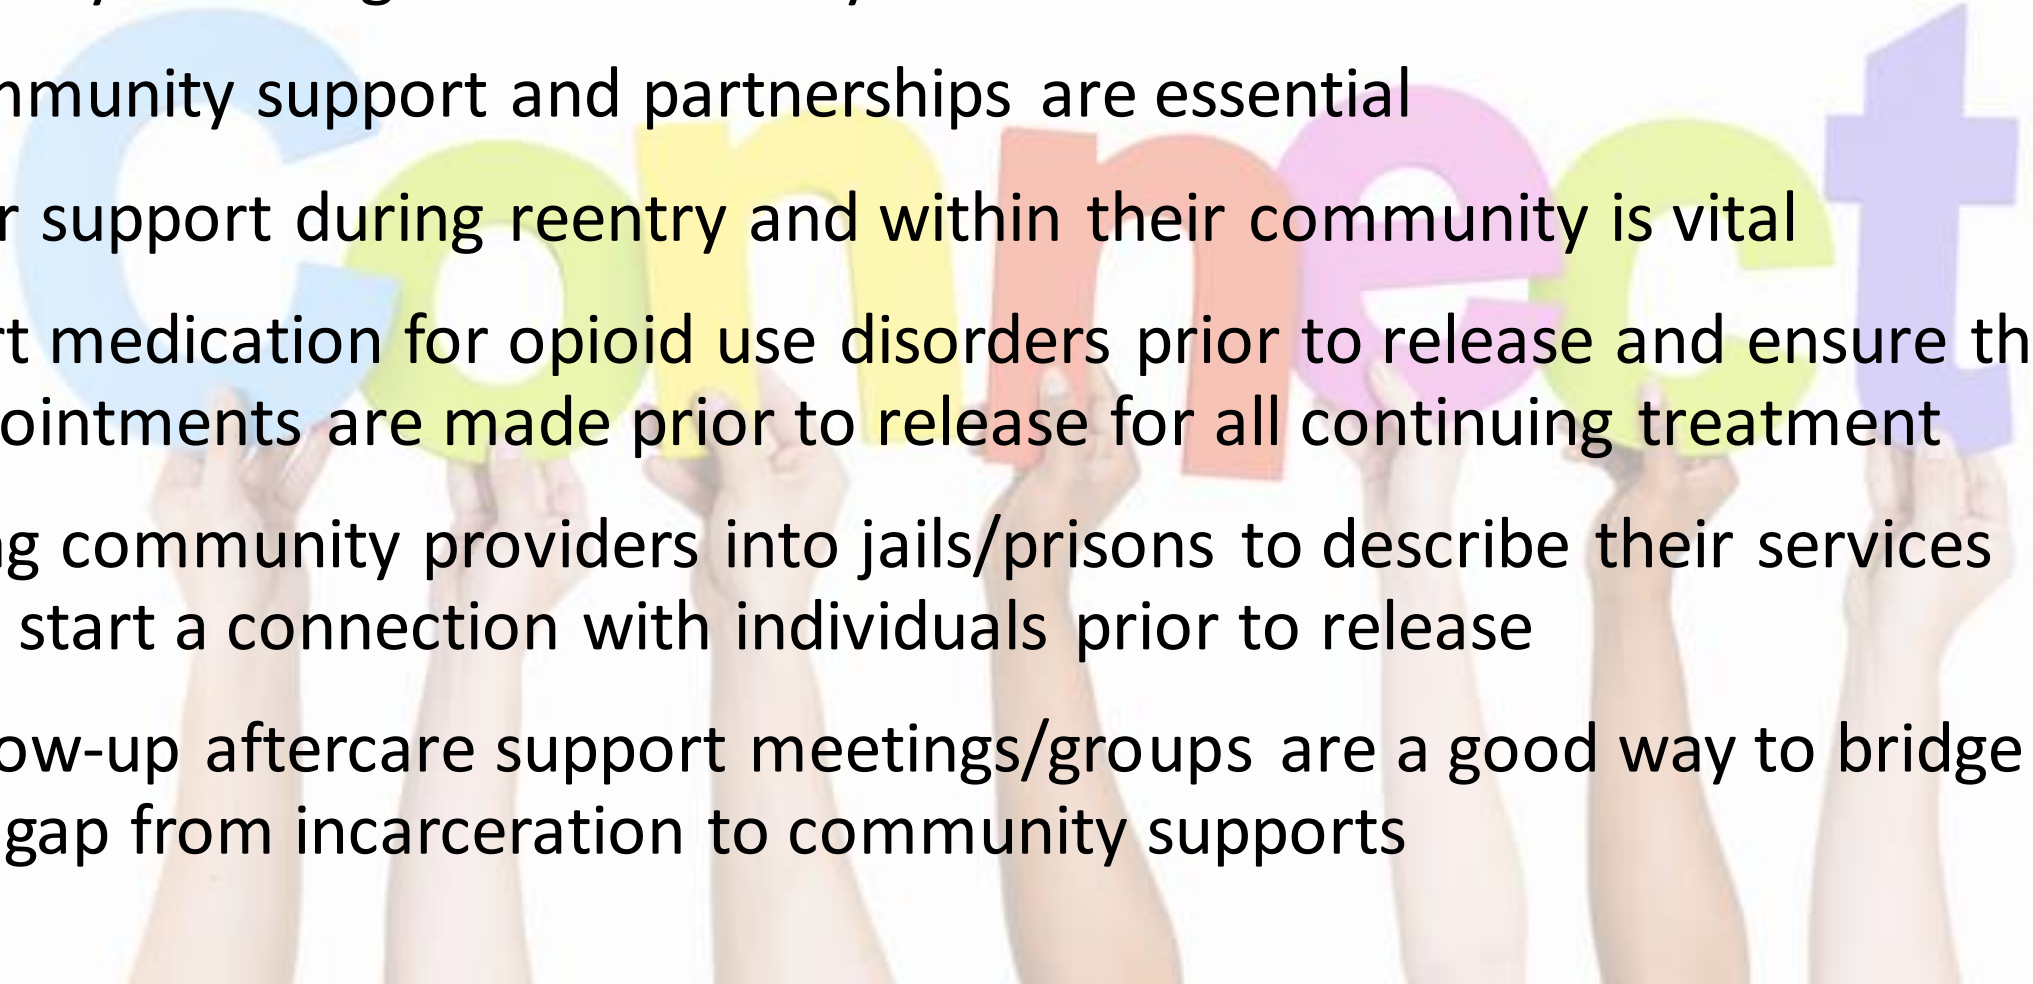 mmunity support and partnerships are essential
r support during reentry and within their community is vital
rt medication for opioid use disorders prior to release and ensure th
ointments are made prior to release for all continuing treatment
ng community providers into jails/prisons to describe their services
start a connection with individuals prior to release
ow-up aftercare support meetings/groups are a good way to bridge
gap from incarceration to community supports
Connect